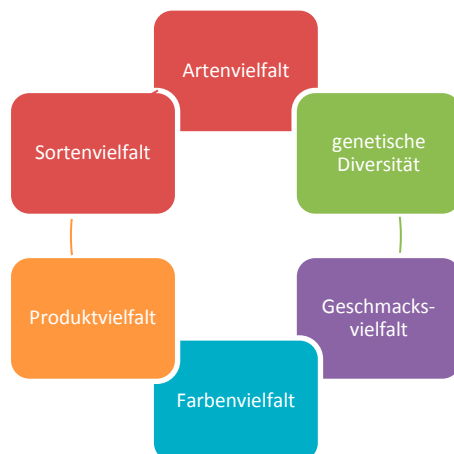 Artenvielfalt
genetische
Diversität
Geschmacks-
vielfalt
Farbenvielfalt
Produktvielfalt
Sortenvielfalt